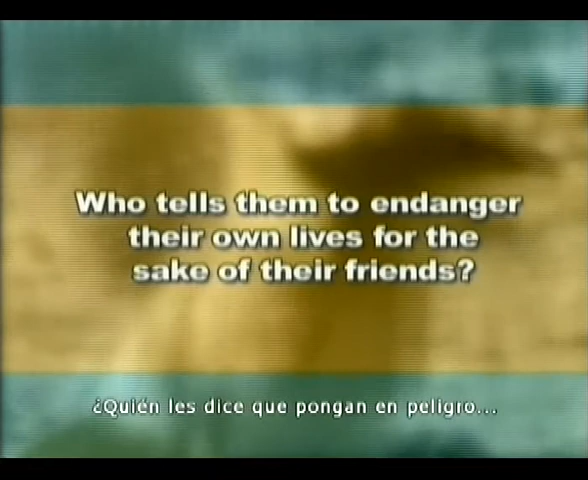 Who tells them to endanger
their own lives for the
sake of their friends?
¿Quién les dice que pongan en peligro...